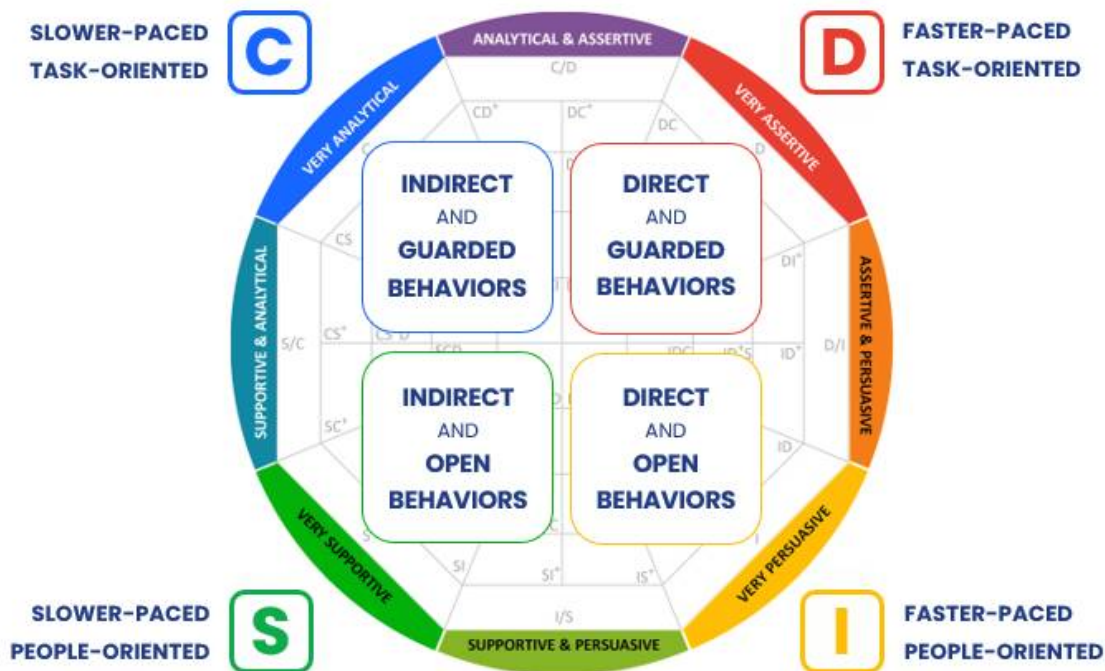 SLOWER-PACED
TASK-ORIENTED
C
ANALYTICAL & ASSERTIVE
D
FASTER-PACED
TASK-ORIENTED
VERY ANALYTICAL
C/D
VERY ASSERTIVE
CD+
DC+
DC
D
INDIRECT
AND
GUARDED
BEHAVIORS
DIRECT
AND
GUARDED
BEHAVIORS
CS
DI+
SUPPORTIVE & ANALYTICAL
ASSERTIVE & PERSUASIVE
S/C
CS+
ID+S
ID+
D/I
INDIRECT
AND
OPEN
BEHAVIORS
DIRECT
AND
OPEN
BEHAVIORS
SC+
ID
VERY SUPPORTIVE
S
I
VERY PERSUASIVE
SI
SI+
IS+
I/S
SUPPORTIVE & PERSUASIVE
SLOWER-PACED
PEOPLE-ORIENTED
S
I
FASTER-PACED
PEOPLE-ORIENTED